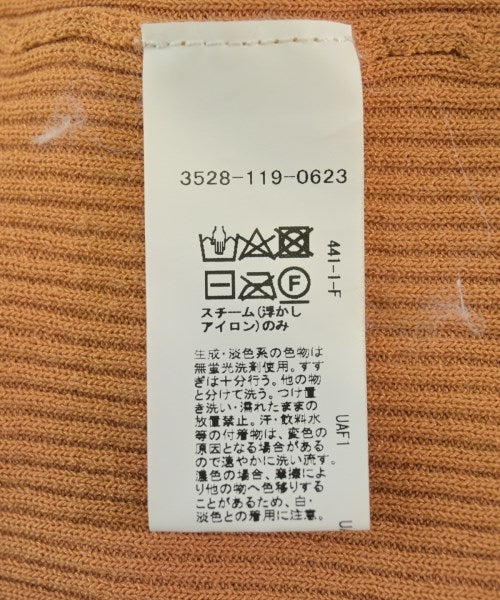 3528-119-0623
441-1-F
F
スチーム(浮かし
アイロン)のみ
生成・淡色系の色物は
無蛍光洗剤使用。すす
ぎは十分行う。他の物
と分けて洗う。つけ置
き洗い・濡れたままの
放置禁止。汗・飲料水
等の付着物は、変色の
原因となる場合がある
ので速やかに洗い流す。
濃色の場合、摩擦によ
り他の物へ色移りする
ことがあるため、白・
淡色との着用に注意。
UAF1